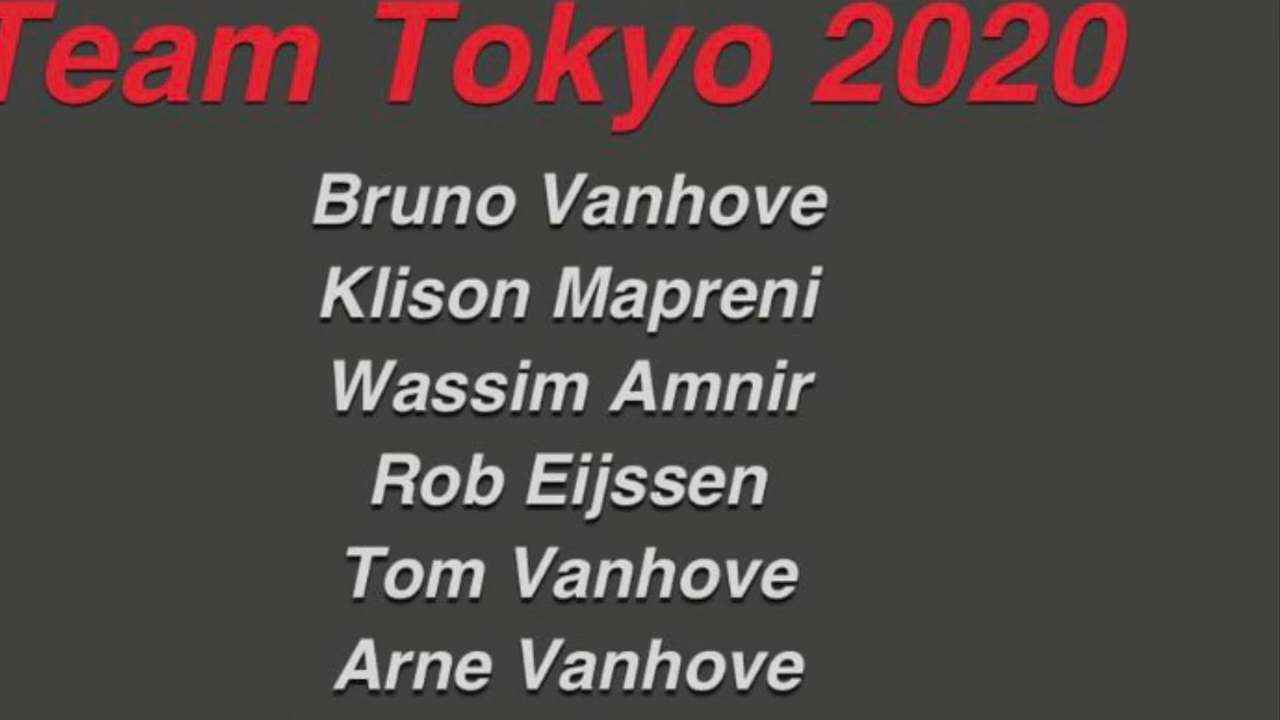 Team Tokyo 2020
Bruno Vanhove
Klison Mapreni
Wassim Amnir
Rob Eijssen
Tom Vanhove
Arne Vanhove